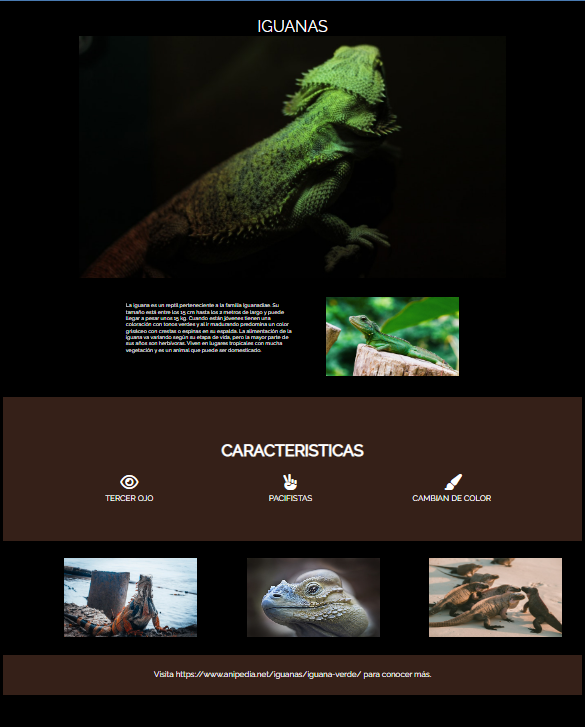 IGUANAS
La iguana es un reptil perteneciente a la familia Iguanadiae. Su
tamaño está entre los 15 cm hasta los 2 metros de largo y puede
llegar a pesar unos 15 kg. Cuando están jóvenes tienen una
coloración con tonos verdes y al ir madurando predomina un color
grisáceo con crestas o espinas en su espalda. La alimentación de la
iguana va variando según su etapa de vida, pero la mayor parte de
sus años son herbívoras. Viven en lugares tropicales con mucha
vegetación y es un animal que puede ser domesticado.
CARACTERISTICAS
TERCER OJO
PACIFISTAS
CAMBIAN DE COLOR
Visita https://www.anipedia.net/iguanas/iguana-verde/ para conocer más.